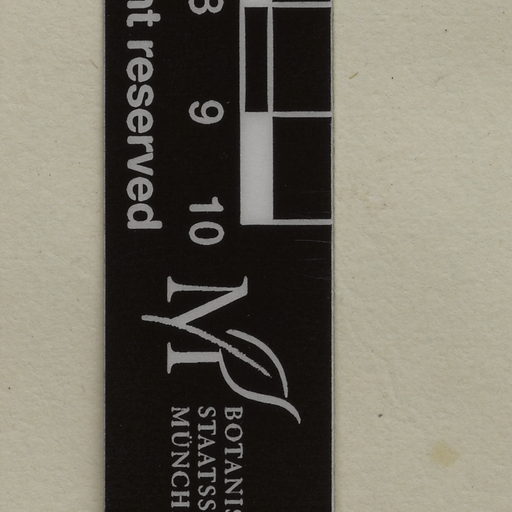 nt reserved
8
9
10
M
BOTANIS
STAATSS
MÜNCH